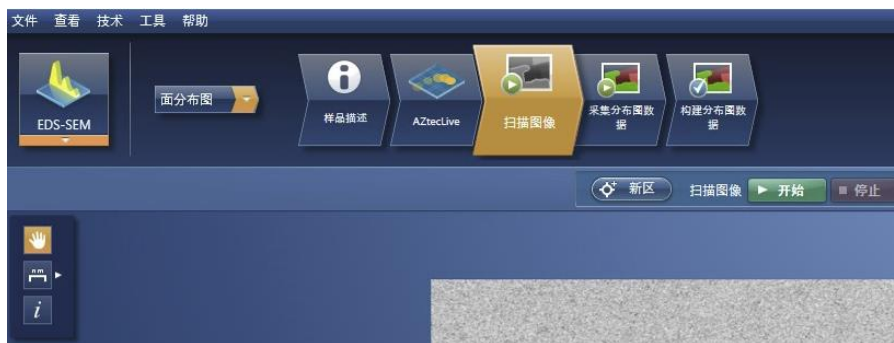 文件 查看 技术 工具 帮助
EDS-SEM
面分布图
样品描述
AZtecLive
扫描图像
采集分布图数
据
构建分布图数
据
新区
扫描图像 开始 停止
nm
i